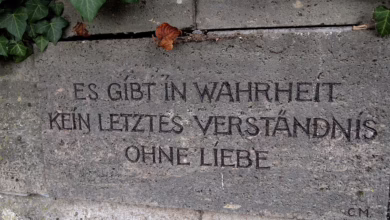 ES GIBT IN WAHRHEIT
KEIN LETZTES VERSTÄNDNIS
OHNE LIEBE
C.M.